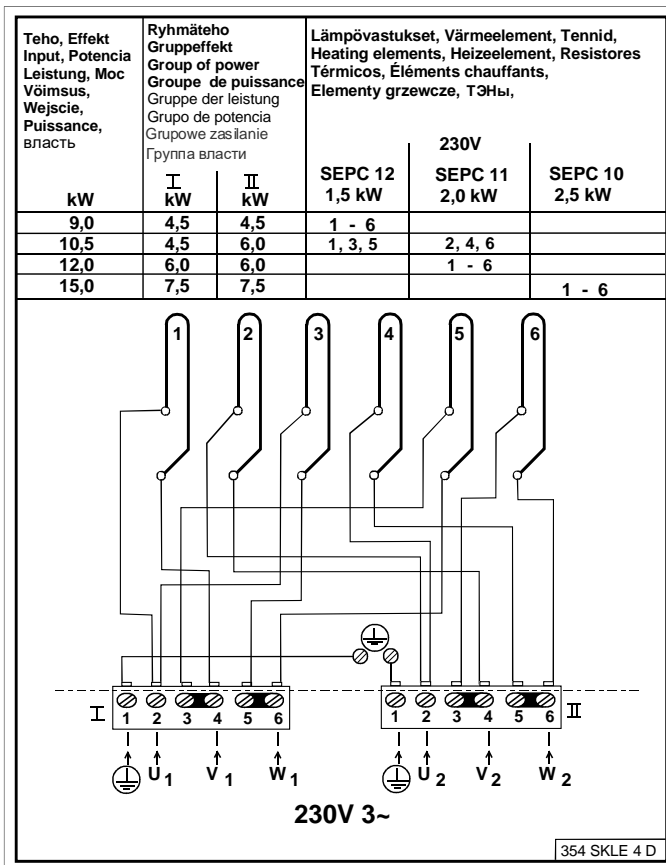 Teho, Effekt
Input, Potencia
Leistung, Moc
Vöimsus,
Wejscie,
Puissance,
власть
kW
Ryhmäteho
Gruppeffekt
Group of power
Groupe de puissance
Gruppe der leistung
Grupo de potencia
Grupowe zasilanie
Группа власти
I II
kW kW
Lämpövastukset, Värmeelement, Tennid,
Heating elements, Heizeelement, Resistores
Térmicos, Éléments chauffants,
Elementy grzewcze, ТЭНы,
230V
SEPC 12 SEPC 11 SEPC 10
1,5 kW 2,0 kW 2,5 kW
9,0 4,5 4,5 1 - 6
10,5 4,5 6,0 1, 3, 5 2, 4, 6
12,0 6,0 6,0 1 - 6
15,0 7,5 7,5 1 - 6
1 2 3 4 5 6
I 1 2 3 4 5 6 1 2 3 4 5 6 II
U1 V1 W1 U2 V2 W2
230V 3~
354 SKLE 4 D